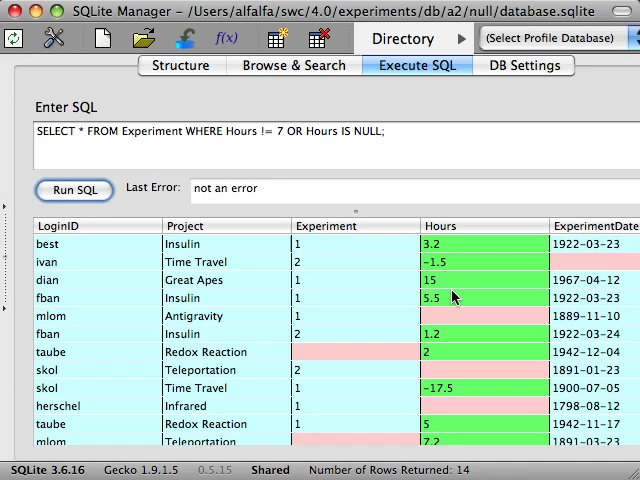 SQLite Manager - /Users/alfalfa/swc/4.0/experiments/db/a2/null/database.sqlite
f(x) Directory (Select Profile Database)
Structure Browse & Search Execute SQL DB Settings
Enter SQL
SELECT * FROM Experiment WHERE Hours != 7 OR Hours IS NULL;
Run SQL Last Error: not an error
LoginID Project Experiment Hours ExperimentDate
best Insulin 1 3.2 1922-03-23
ivan Time Travel 2 -1.5
dian Great Apes 1 15 1967-04-12
fban Insulin 1 5.5 1922-03-23
mlom Antigravity 1 1889-11-10
fban Insulin 2 1.2 1922-03-24
taube Redox Reaction 2 1942-12-04
skol Teleportation 2 1891-01-23
skol Time Travel 1 -17.5 1900-07-05
herschel Infrared 1 1798-08-12
taube Redox Reaction 1 5 1942-11-17
mlom Teleportation 7.2 1891-03-23
SQLite 3.6.16 Gecko 1.9.1.5 0.5.15 Shared Number of Rows Returned: 14